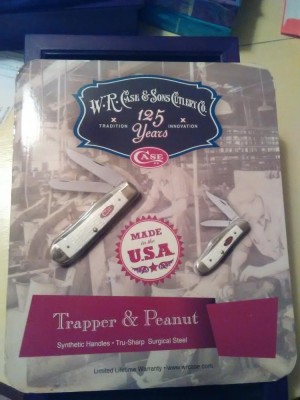 W.R. CASE & SONS CUTLERY CO.
125
TRADITION INNOVATION
Years
CASE
MADE
in the
U.S.A
Trapper & Peanut
Synthetic Handles • Tru-Sharp Surgical Steel
Limited Lifetime Warranty •